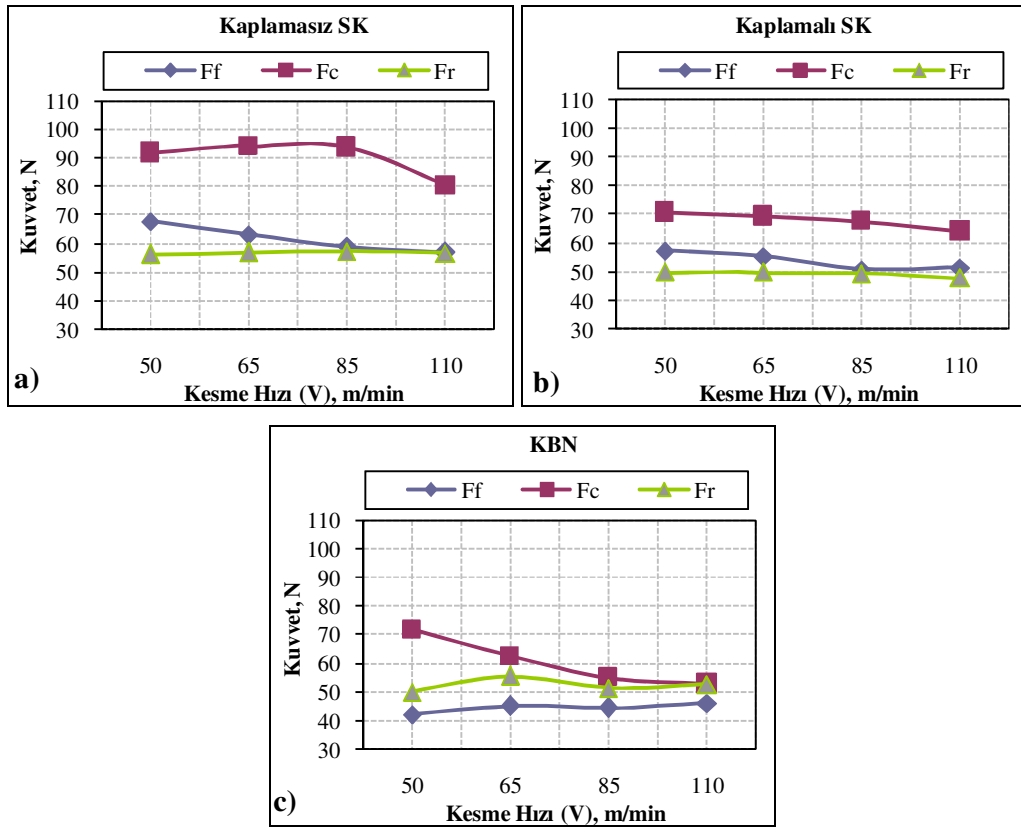 Kaplamasız SK
Ff Fc Fr
110
100
90
80
70
60
50
40
30
Kuvvet, N
50 65 85 110
Kesme Hızı (V), m/min
a)
Kaplamalı SK
Ff Fc Fr
110
100
90
80
70
60
50
40
30
Kuvvet, N
50 65 85 110
Kesme Hızı (V), m/min
b)
KBN
Ff Fc Fr
110
100
90
80
70
60
50
40
30
Kuvvet, N
50 65 85 110
Kesme Hızı (V), m/min
c)